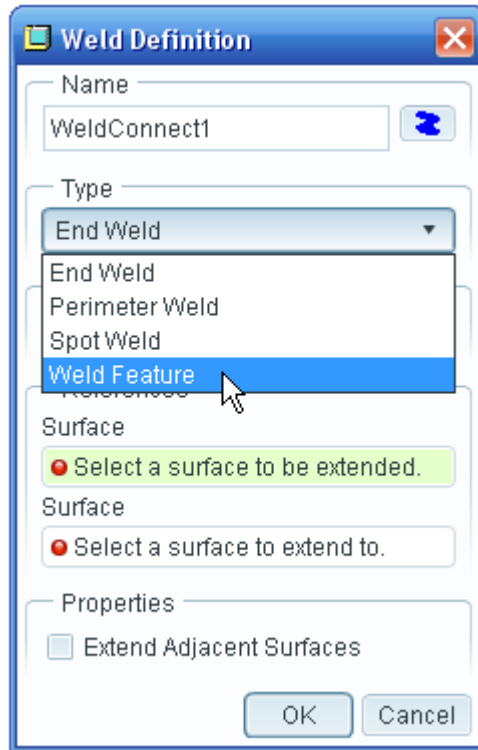 Weld Definition
Name
WeldConnect1
Type
End Weld
End Weld
Perimeter Weld
Spot Weld
Weld Feature
References
Surface
Select a surface to be extended.
Surface
Select a surface to extend to.
Properties
Extend Adjacent Surfaces
OK Cancel